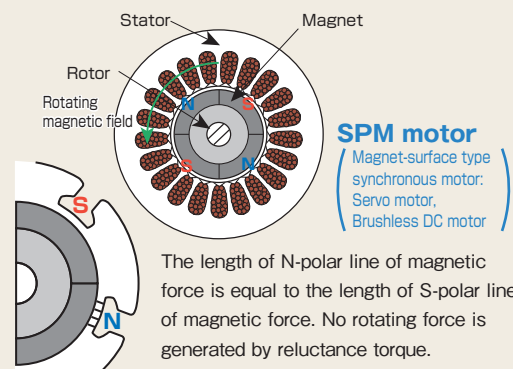 Stator
Magnet
Rotor
Rotating
magnetic field
N
S
S
N
SPM motor
Magnet-surface type
synchronous motor:
Servo motor,
Brushless DC motor
S
N
The length of N-polar line of magnetic
force is equal to the length of S-polar line
of magnetic force. No rotating force is
generated by reluctance torque.